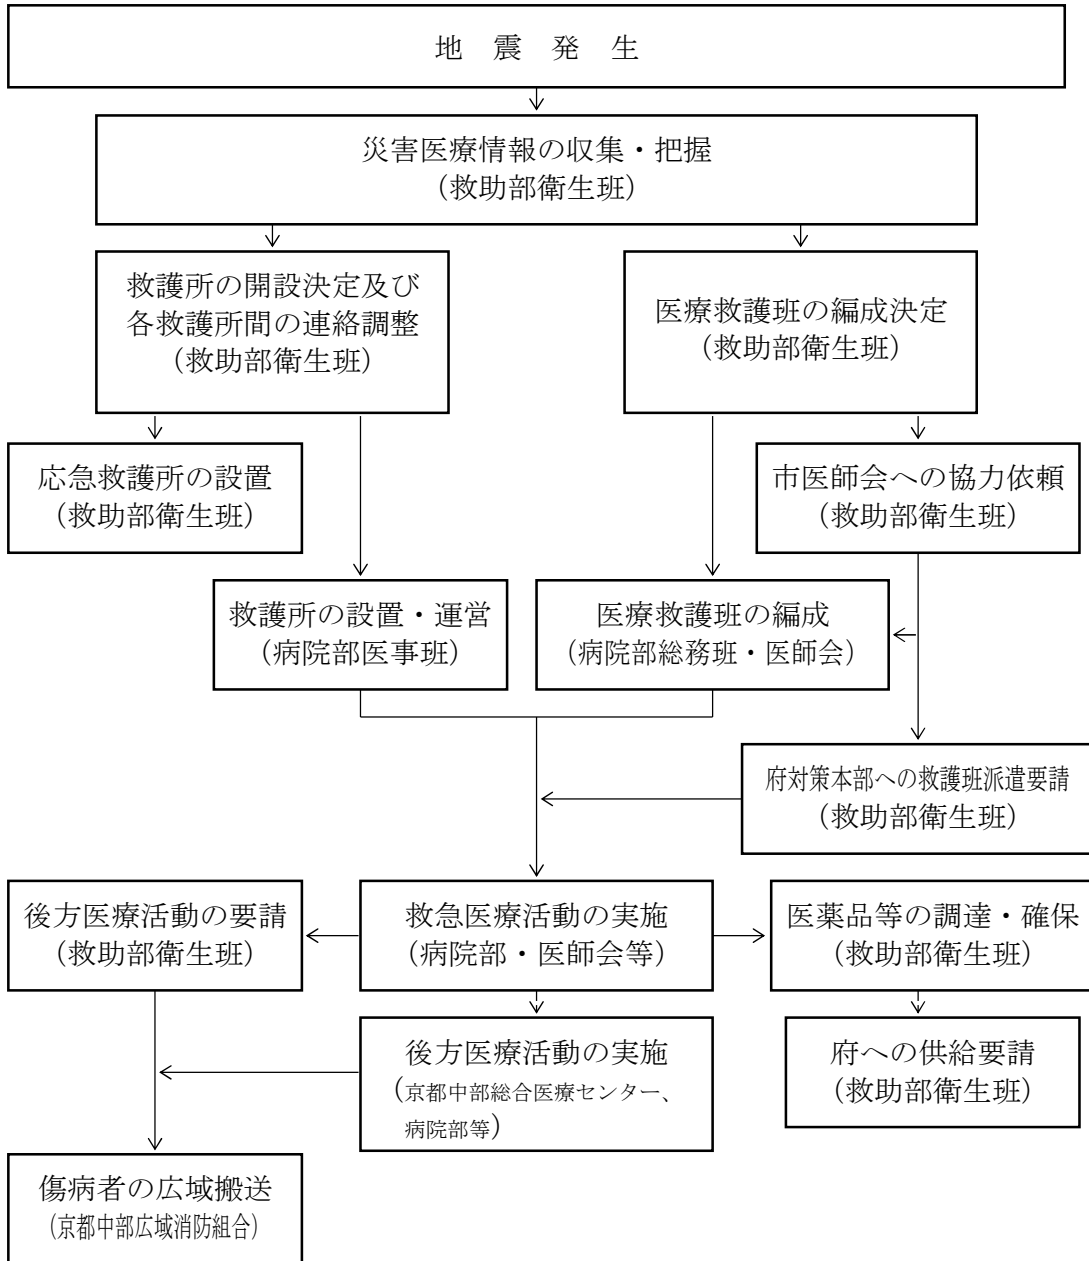 地　震　発　生
災害医療情報の収集・把握
（救助部衛生班）
救護所の開設決定及び
各救護所間の連絡調整
（救助部衛生班）
医療救護班の編成決定
（救助部衛生班）
応急救護所の設置
（救助部衛生班）
市医師会への協力依頼
（救助部衛生班）
救護所の設置・運営
（病院部医事班）
医療救護班の編成
（病院部総務班・医師会）
府対策本部への救護班派遣要請
（救助部衛生班）
後方医療活動の要請
（救助部衛生班）
救急医療活動の実施
（病院部・医師会等）
医薬品等の調達・確保
（救助部衛生班）
後方医療活動の実施
（京都中部総合医療センター、
病院部等）
府への供給要請
（救助部衛生班）
傷病者の広域搬送
（京都中部広域消防組合）